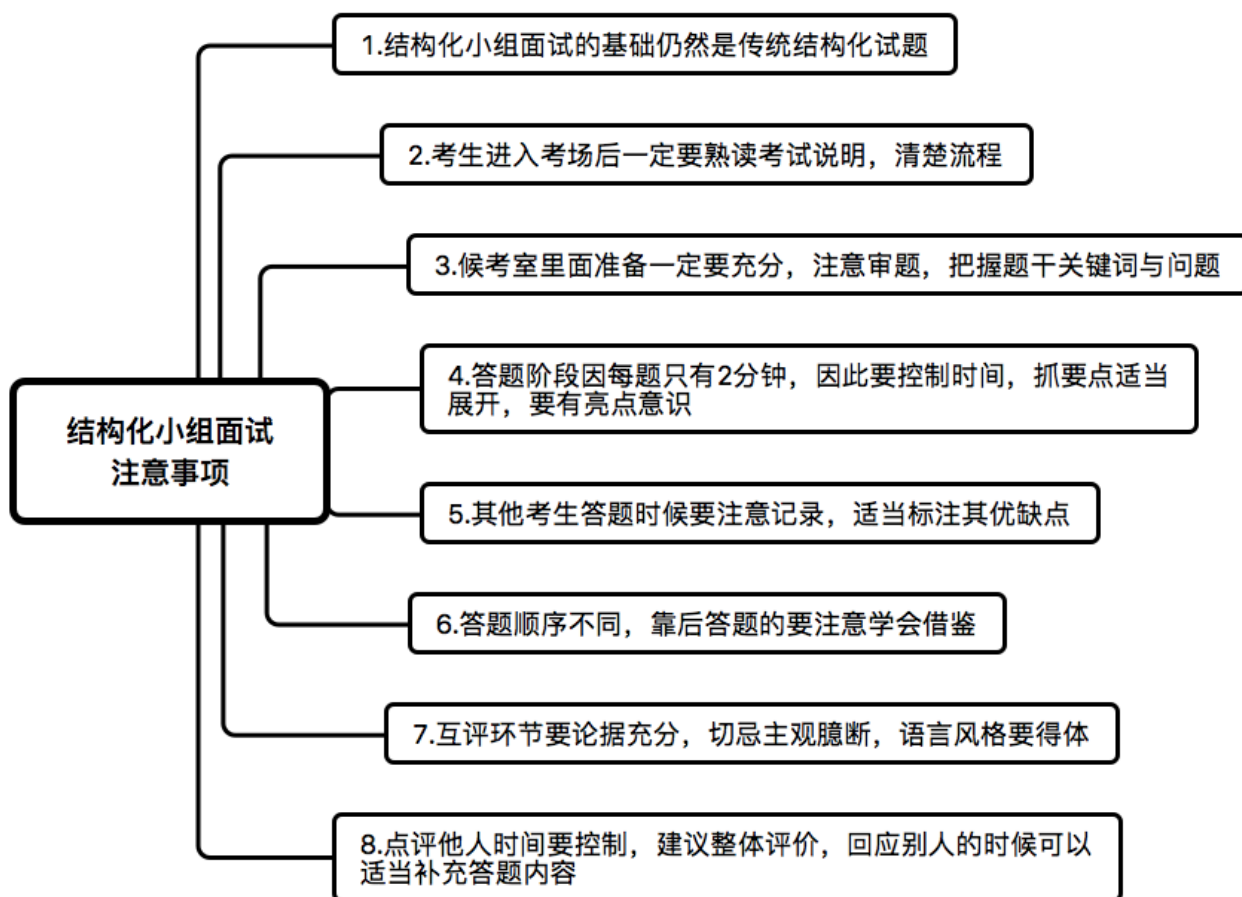 1.结构化小组面试的基础仍然是传统结构化试题
2.考生进入考场后一定要熟读考试说明，清楚流程
3.候考室里面准备一定要充分，注意审题，把握题干关键词与问题
4.答题阶段因每题只有2分钟，因此要控制时间，抓要点适当
展开，要有亮点意识
结构化小组面试
注意事项
5.其他考生答题时候要注意记录，适当标注其优缺点
6.答题顺序不同，靠后答题的要注意学会借鉴
7.互评环节要论据充分，切忌主观臆断，语言风格要得体
8.点评他人时间要控制，建议整体评价，回应别人的时候可以
适当补充答题内容